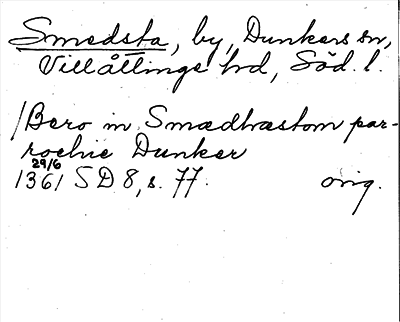 Smedsta, by, Dunkers sn,
Villåttinge hd, Söd. l.
/Bero in Smædhæstom par-
rochie Dunker
29/6
1361 SD 8, s. 77. orig.